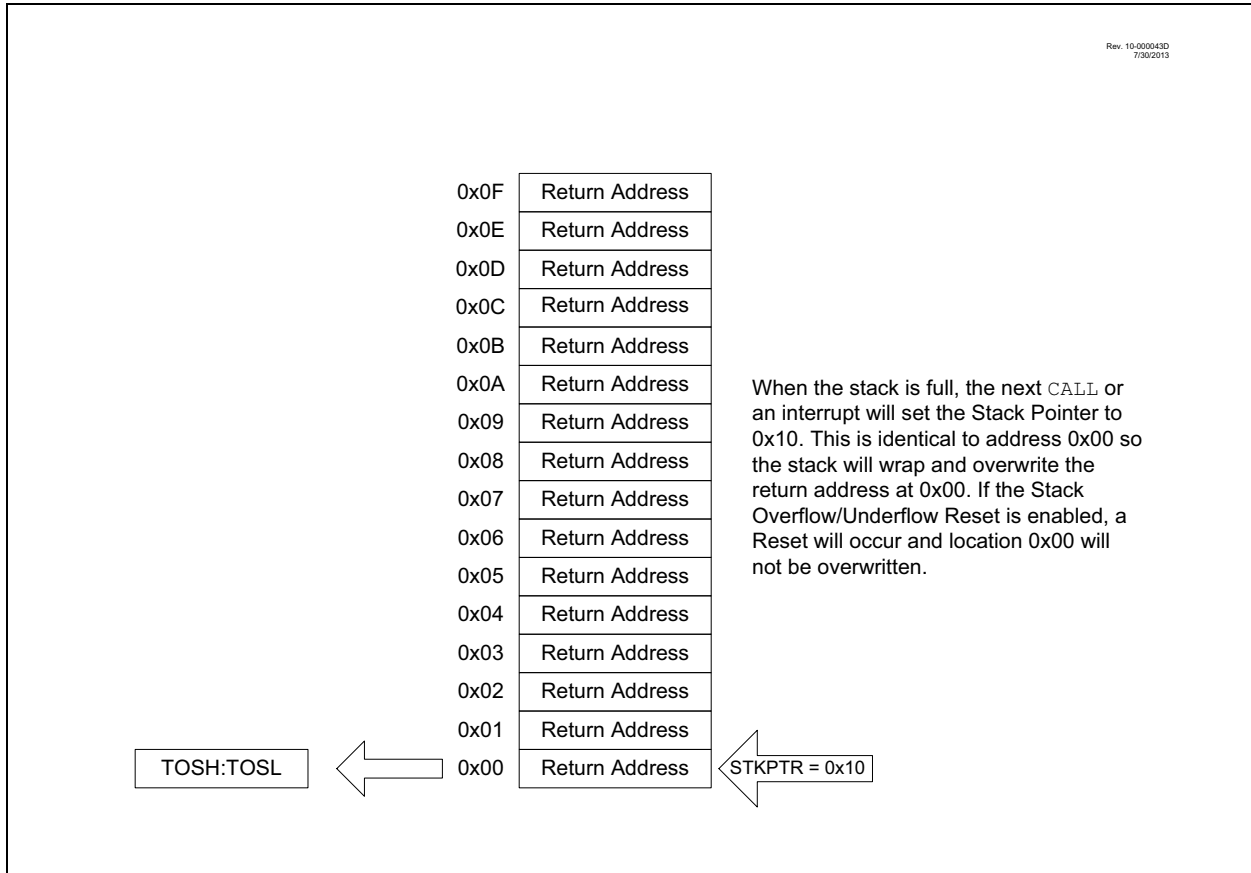 Rev. 10-000043D
7/30/2013
0x0F Return Address
0x0E Return Address
0x0D Return Address
0x0C Return Address
0x0B Return Address
0x0A Return Address
0x09 Return Address
0x08 Return Address
0x07 Return Address
0x06 Return Address
0x05 Return Address
0x04 Return Address
0x03 Return Address
0x02 Return Address
0x01 Return Address
TOSH:TOSL 0x00 Return Address STKPTR = 0x10
When the stack is full, the next CALL or
an interrupt will set the Stack Pointer to
0x10. This is identical to address 0x00 so
the stack will wrap and overwrite the
return address at 0x00. If the Stack
Overflow/Underflow Reset is enabled, a
Reset will occur and location 0x00 will
not be overwritten.